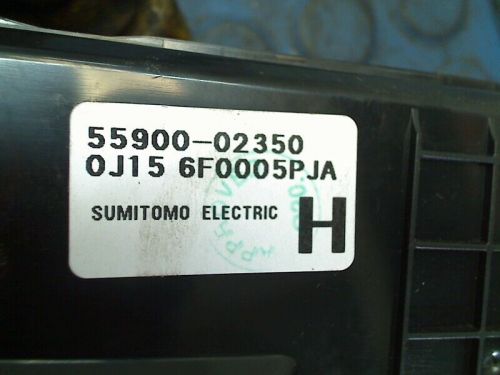 55900-02350
0J15 6F0005PJA
SUMITOMO ELECTRIC
H